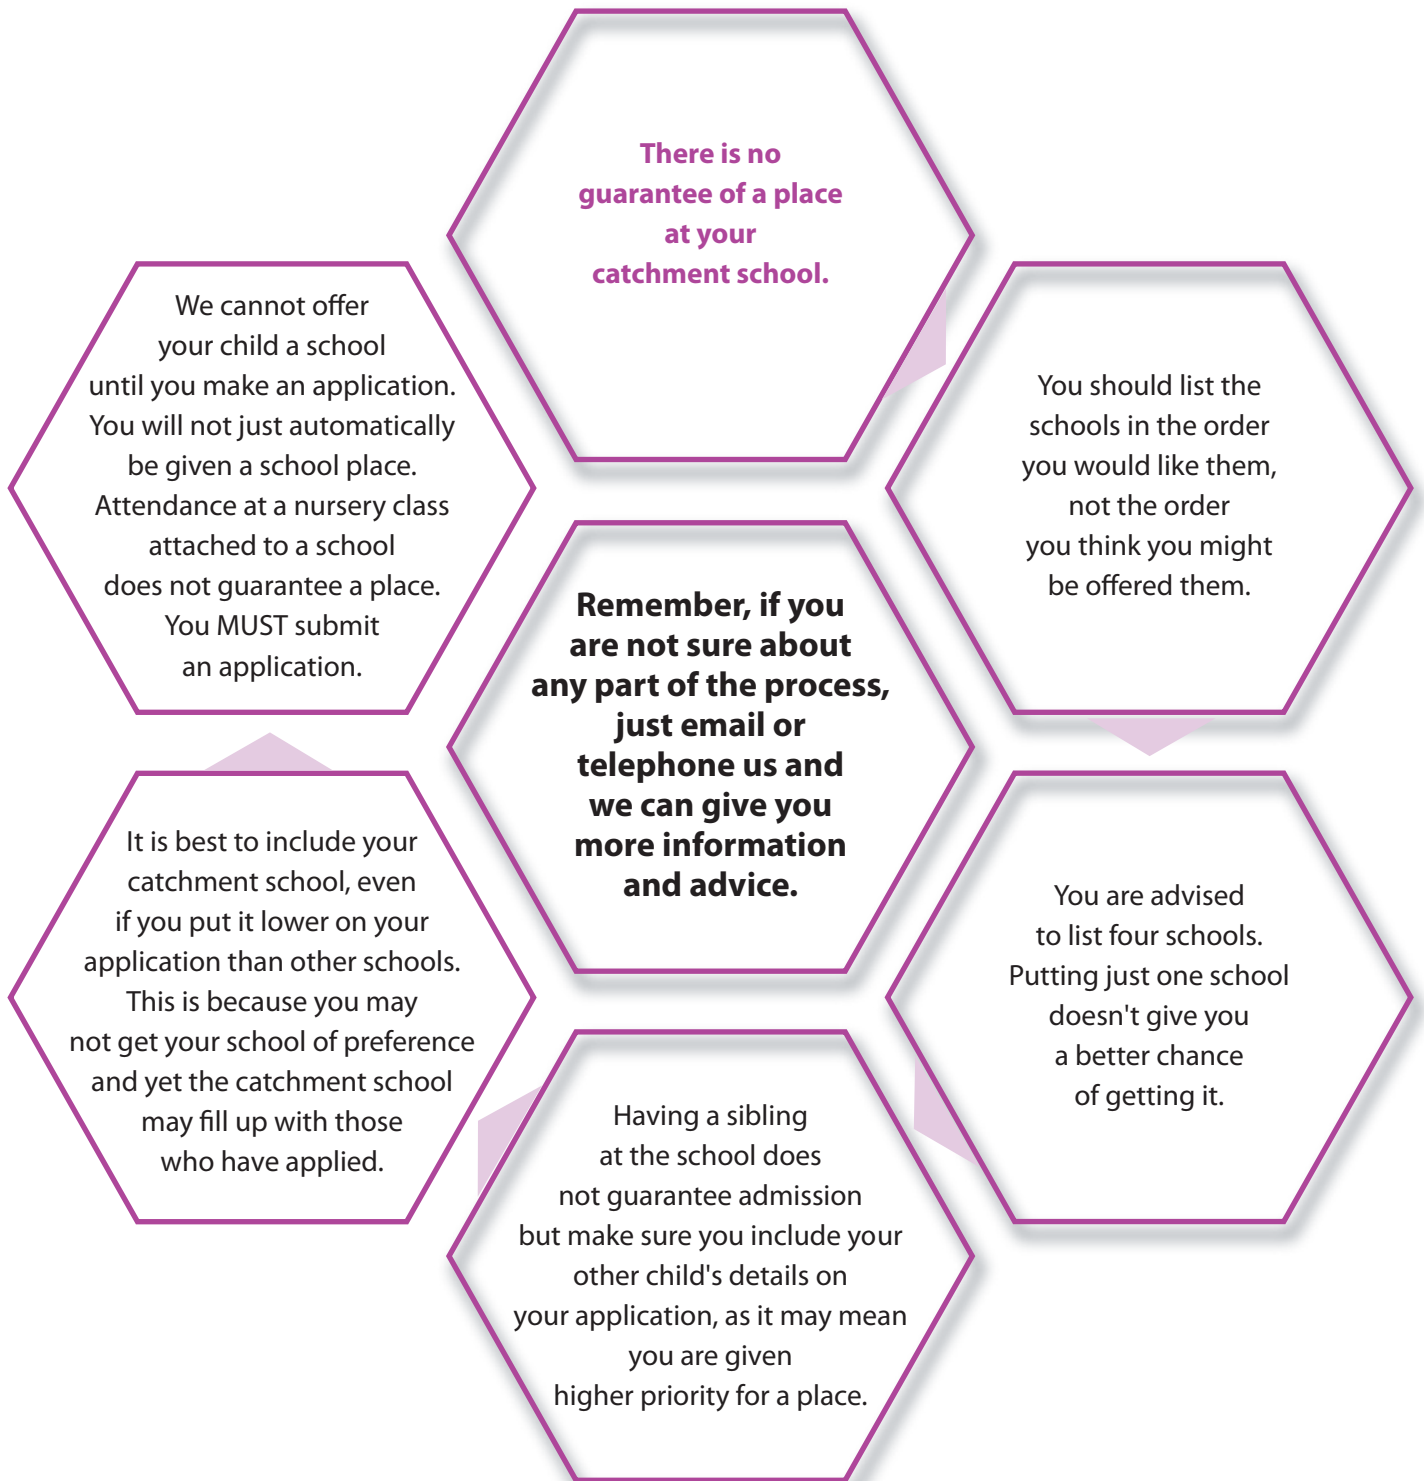 There is no
guarantee of a place
at your
catchment school.
You should list the
schools in the order
you would like them,
not the order
you think you might
be offered them.
You are advised
to list four schools.
Putting just one school
doesn't give you
a better chance
of getting it.
Having a sibling
at the school does
not guarantee admission
but make sure you include your
other child's details on
your application, as it may mean
you are given
higher priority for a place.
It is best to include your
catchment school, even
if you put it lower on your
application than other schools.
This is because you may
not get your school of preference
and yet the catchment school
may fill up with those
who have applied.
We cannot offer
your child a school
until you make an application.
You will not just automatically
be given a school place.
Attendance at a nursery class
attached to a school
does not guarantee a place.
You MUST submit
an application.
Remember, if you
are not sure about
any part of the process,
just email or
telephone us and
we can give you
more information
and advice.